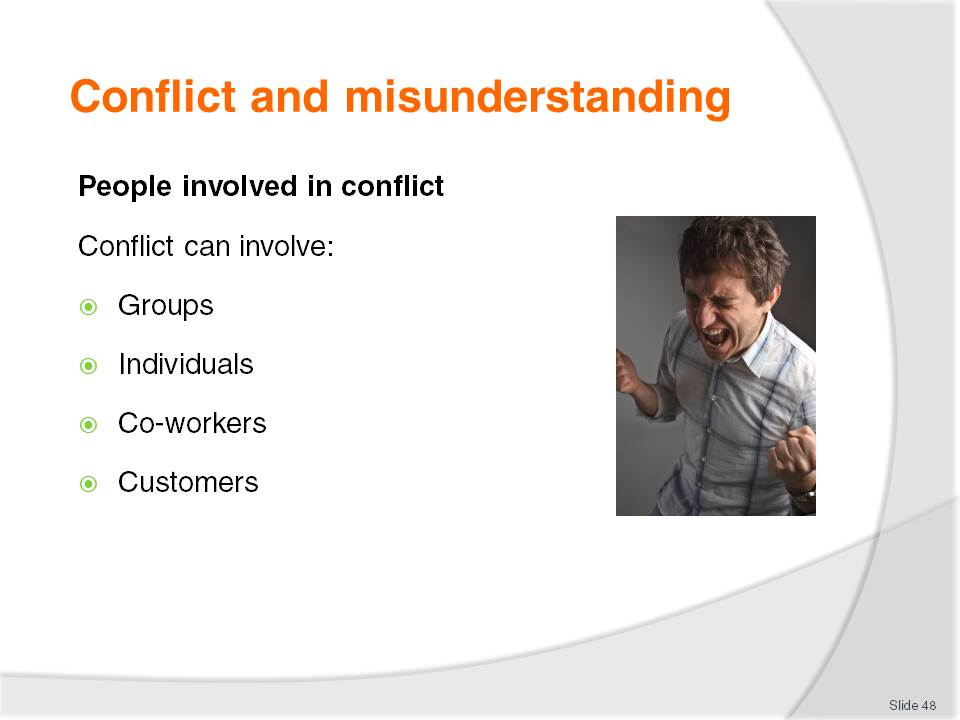 Conflict and misunderstanding
People involved in conflict
Conflict can involve:
Groups
Individuals
Co-workers
Customers
Slide 48